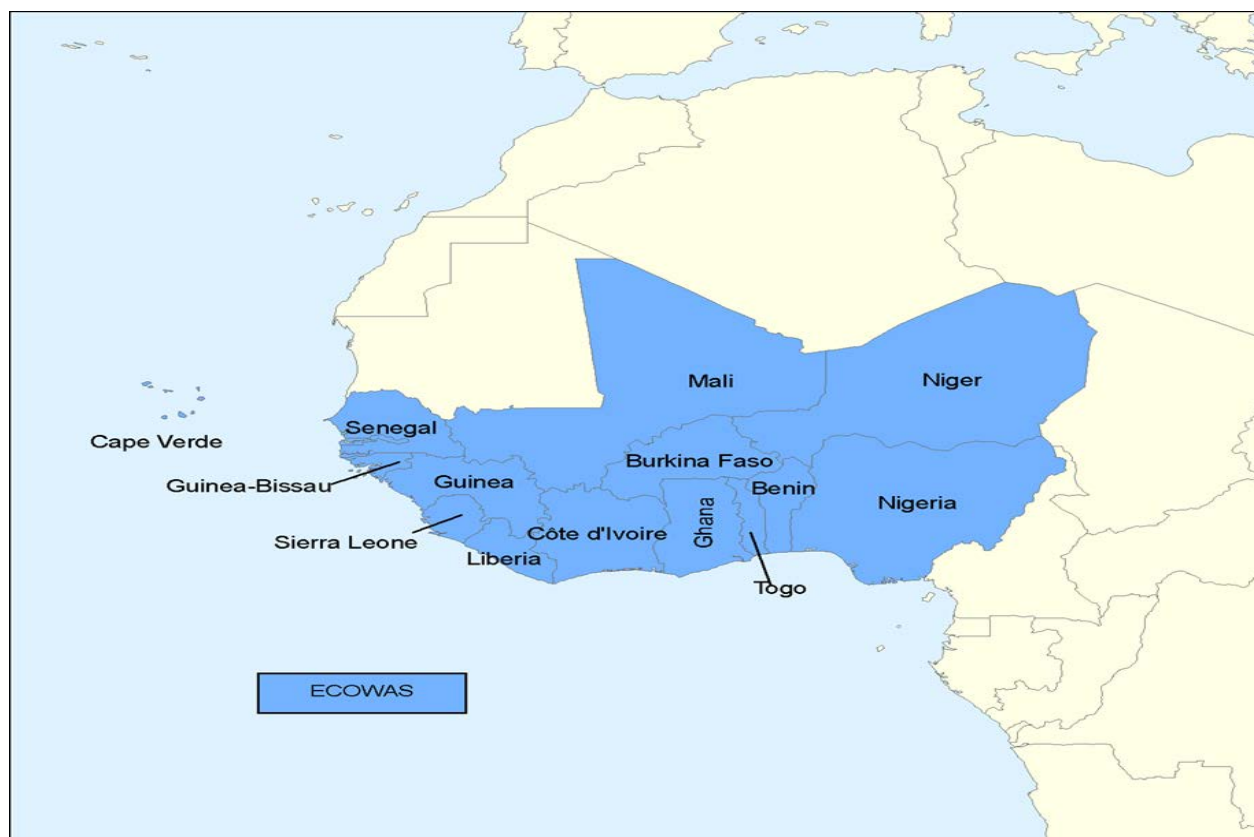 Mali
Niger
Cape Verde
Senegal
Burkina Faso
Guinea-Bissau
Guinea
Benin
Nigeria
Ghana
Sierra Leone
Côte d'Ivoire
Liberia
Togo
ECOWAS